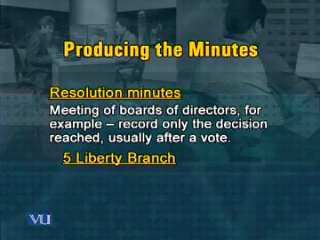 Producing the Minutes
Resolution minutes
Meeting of boards of directors, for
example – record only the decision
reached, usually after a vote.
5 Liberty Branch
VU